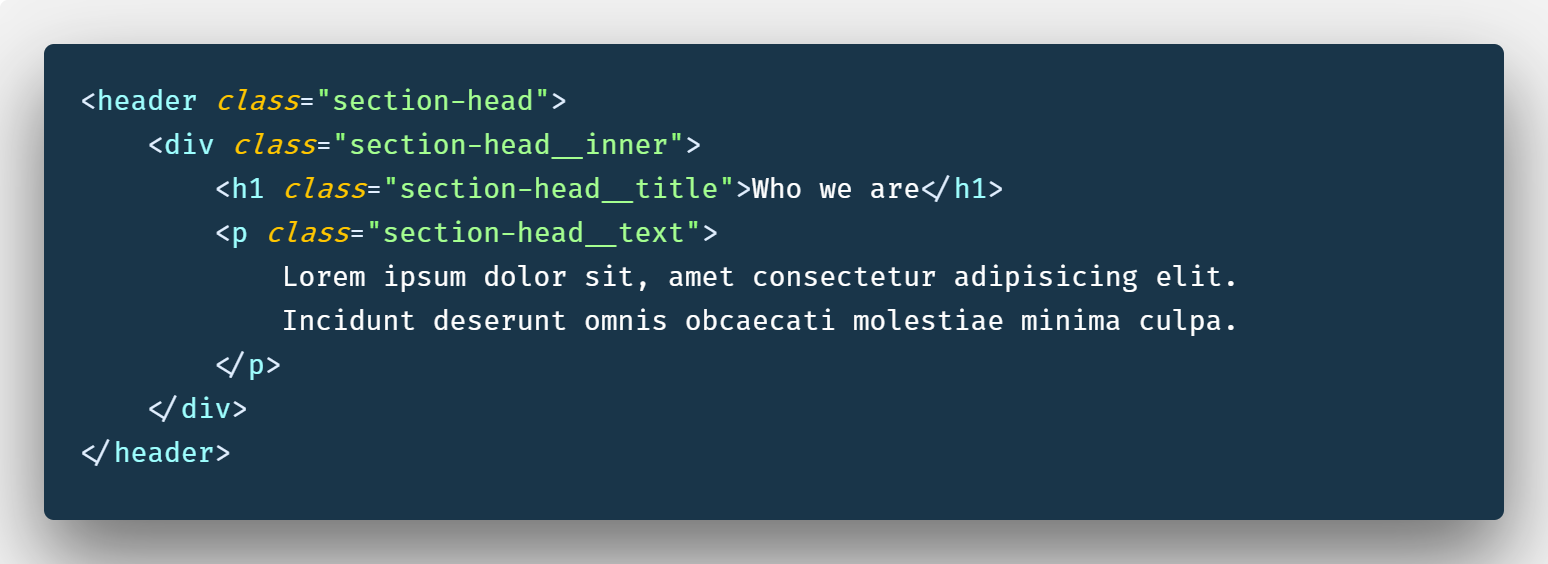 <header class="section-head">
    <div class="section-head__inner">
        <h1 class="section-head__title">Who we are</h1>
        <p class="section-head__text">
            Lorem ipsum dolor sit, amet consectetur adipisicing elit.
            Incidunt deserunt omnis obcaecati molestiae minima culpa.
        </p>
    </div>
</header>